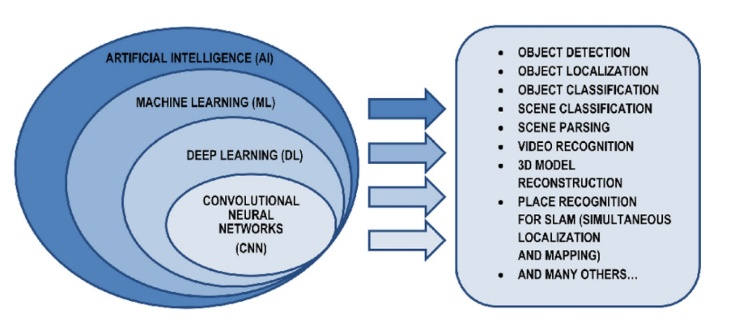 ARTIFICIAL INTELLIGENCE (AI)
MACHINE LEARNING (ML)
DEEP LEARNING (DL)
CONVOLUTIONAL
NEURAL
NETWORKS
(CNN)
• OBJECT DETECTION
• OBJECT LOCALIZATION
• OBJECT CLASSIFICATION
• SCENE CLASSIFICATION
• SCENE PARSING
• VIDEO RECOGNITION
• 3D MODEL
RECONSTRUCTION
• PLACE RECOGNITION
FOR SLAM (SIMULTANEOUS
LOCALIZATION
AND MAPPING)
• AND MANY OTHERS…